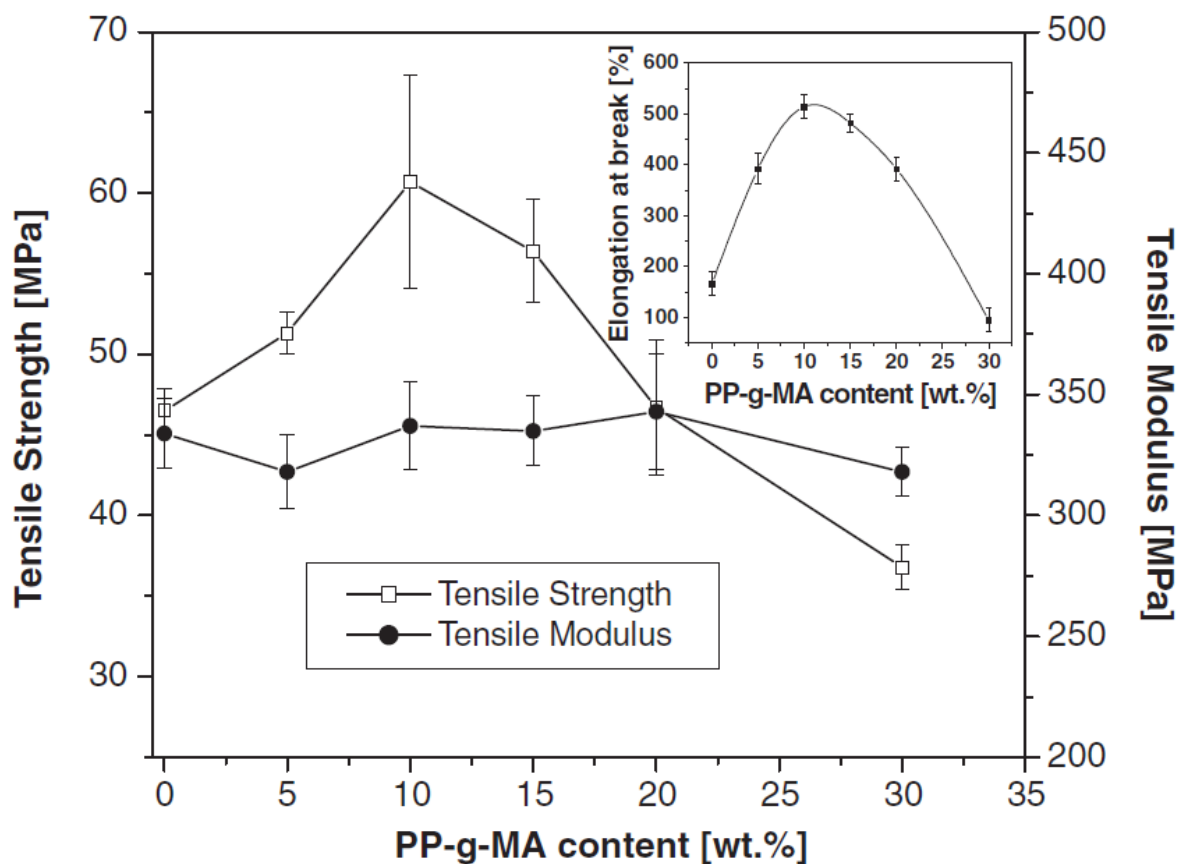 70
60
50
40
30
Tensile Strength [MPa]
500
450
400
350
300
250
200
Tensile Modulus [MPa]
600
500
400
300
200
100
Elongation at break [%]
0 5 10 15 20 25 30
PP-g-MA content [wt.%]
Tensile Strength
Tensile Modulus
0 5 10 15 20 25 30 35
PP-g-MA content [wt.%]